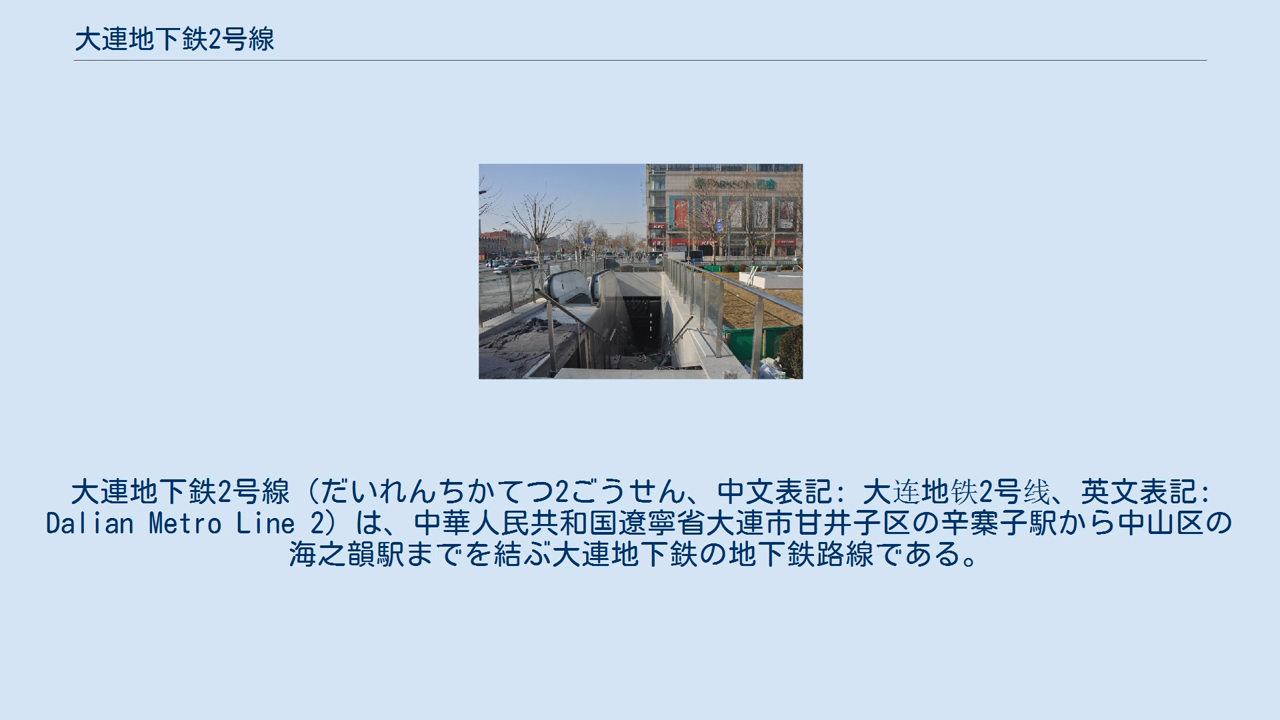 大連地下鉄2号線
PARKSON
KFC
大連地下鉄2号線（だいれんちかてつ2ごうせん、中文表記: 大连地铁2号线、英文表記:
Dalian Metro Line 2）は、中華人民共和国遼寧省大連市甘井子区の辛寨子駅から中山区の
海之韻駅までを結ぶ大連地下鉄の地下鉄路線である。